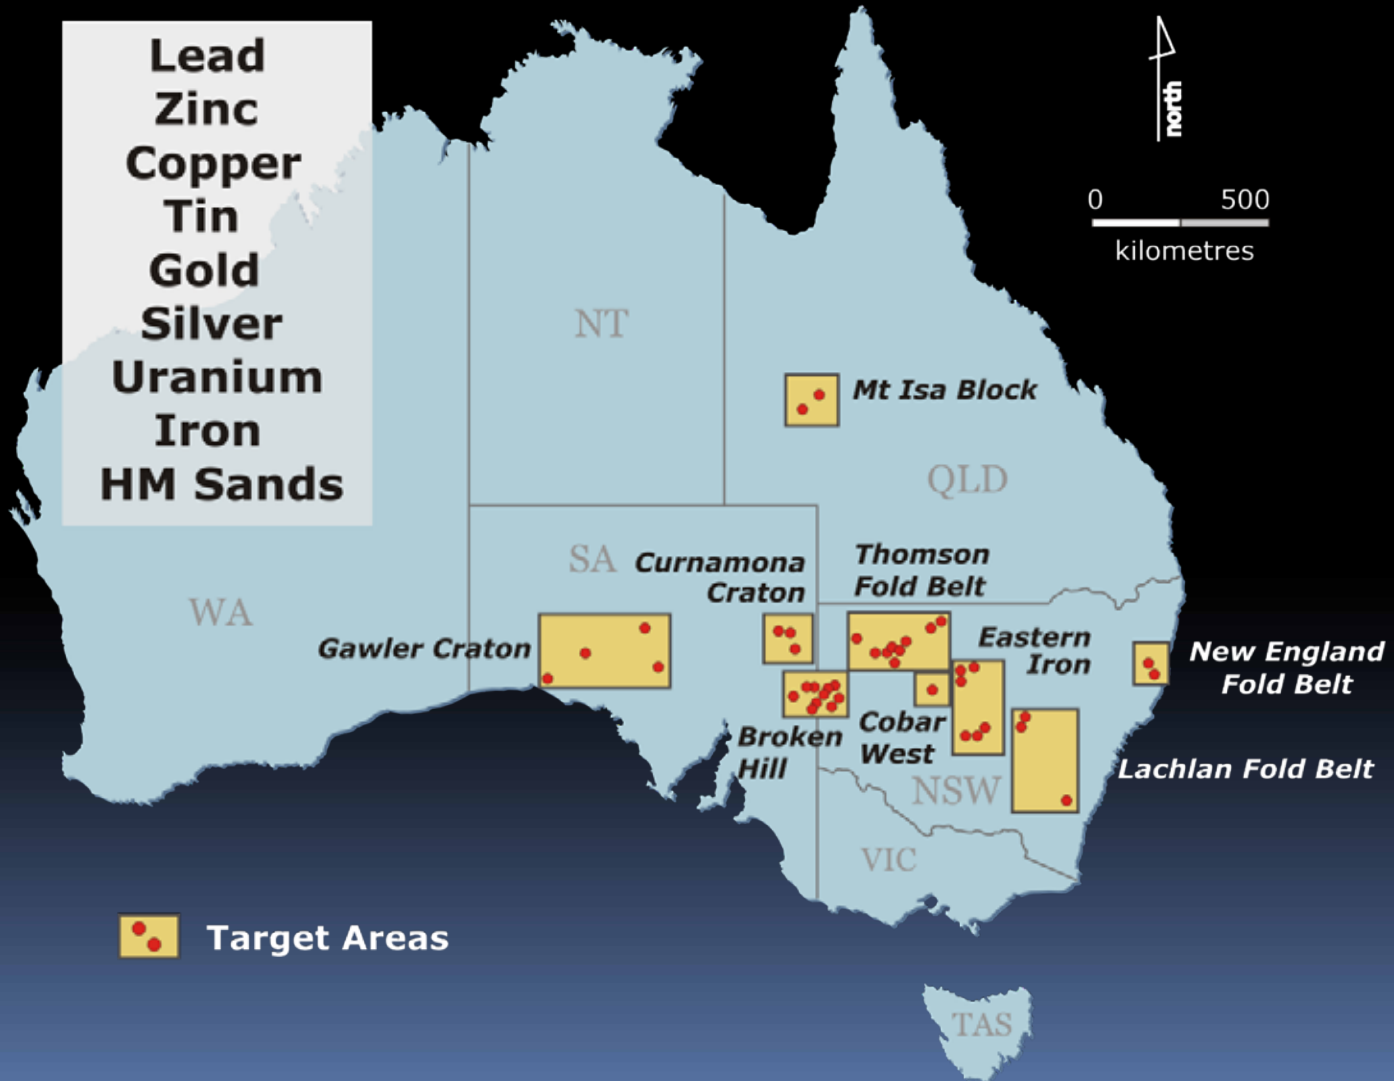 Lead
Zinc
Copper
Tin
Gold
Silver
Uranium
Iron
HM Sands
north
0 500
kilometres
NT
Mt Isa Block
QLD
SA
Curnamona
Craton
Thomson
Fold Belt
WA
Gawler Craton
Eastern
Iron
New England
Fold Belt
Broken
Hill
Cobar
West
Lachlan Fold Belt
NSW
VIC
Target Areas
TAS